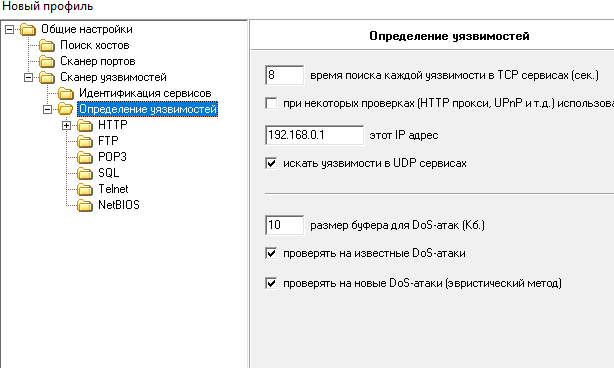 Новый профиль
Общие настройки
Поиск хостов
Сканер портов
Сканер уязвимостей
Идентификация сервисов
Определение уязвимостей
HTTP
FTP
POP3
SQL
Telnet
NetBIOS
Определение уязвимостей
8 время поиска каждой уязвимости в TCP сервисах (сек.)
при некоторых проверках (HTTP прокси, UPnP и т.д.) использова
192.168.0.1 этот IP адрес
искать уязвимости в UDP сервисах
10 размер буфера для DoS-атак (Кб.)
проверять на известные DoS-атаки
проверять на новые DoS-атаки (эвристический метод)